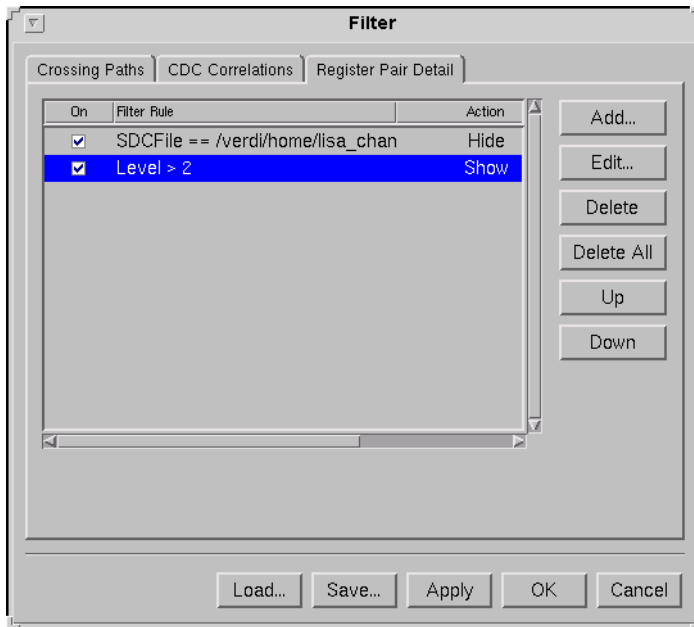 Filter
Crossing Paths CDC Correlations Register Pair Detail
On Filter Rule Action
SDCFile == /verdi/home/lisa_chan Hide
Level > 2 Show
Add...
Edit...
Delete
Delete All
Up
Down
Load... Save... Apply OK Cancel